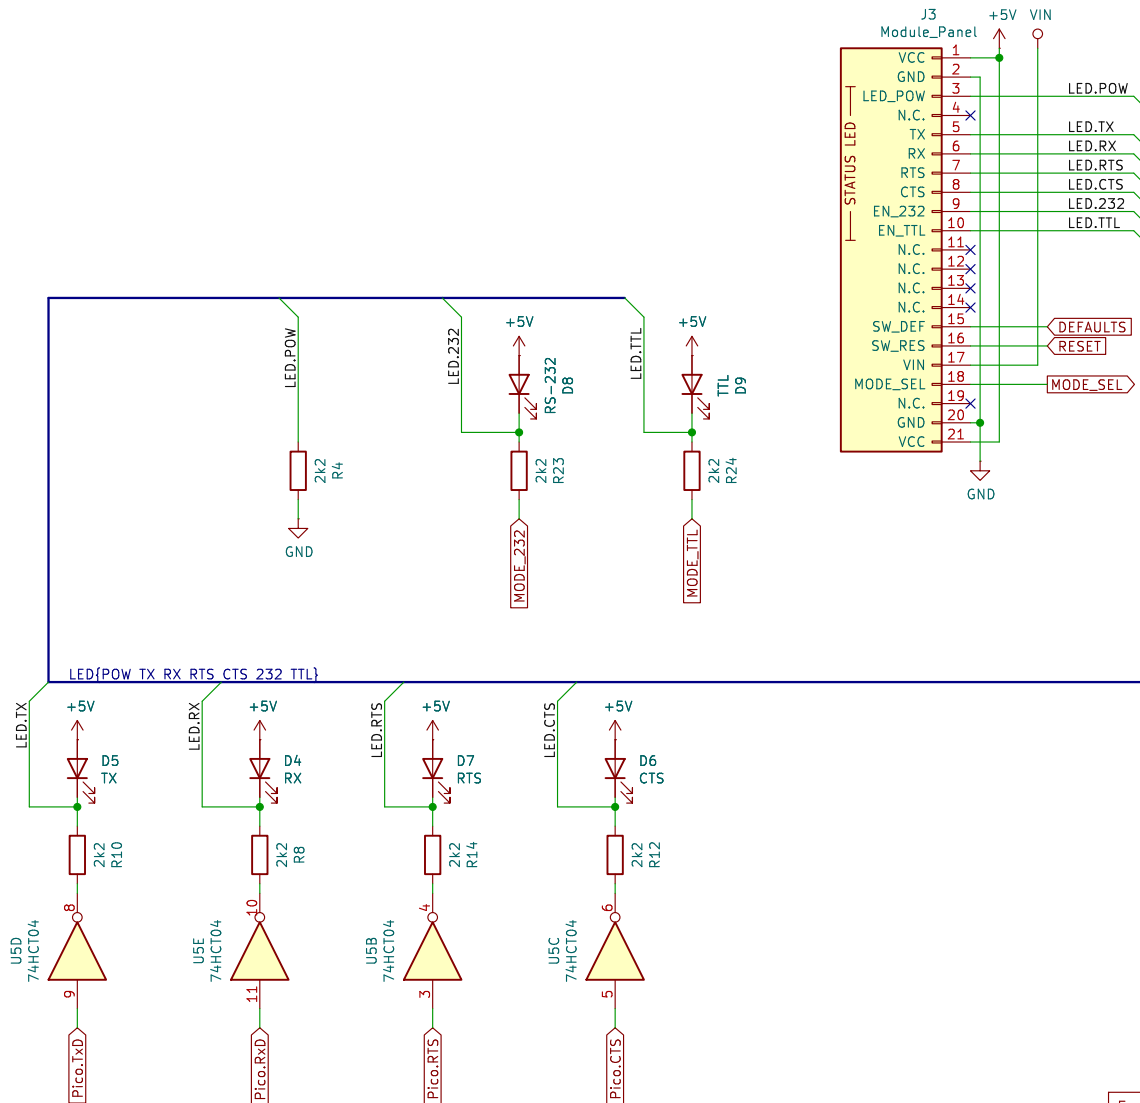 J3
Module_Panel
+5V
VIN
STATUS LED
VCC 1
GND 2
LED_POW 3 LED.POW
N.C. 4
TX 5 LED.TX
RX 6 LED.RX
RTS 7 LED.RTS
CTS 8 LED.CTS
EN_232 9 LED.232
EN_TTL 10 LED.TTL
N.C. 11
N.C. 12
N.C. 13
N.C. 14
SW_DEF 15 DEFAULTS
SW_RES 16 RESET
VIN 17
MODE_SEL 18 MODE_SEL
N.C. 19
GND 20
VCC 21
GND
LED.POW
2k2
R4
GND
LED.232
+5V
RS-232
D8
2k2
R23
MODE_232
LED.TTL
+5V
TTL
D9
2k2
R24
MODE_TTL
LED{POW TX RX RTS CTS 232 TTL}
LED.TX
+5V
D5
TX
2k2
R10
8
U5D
74HCT04
9
Pico.TxD
LED.RX
+5V
D4
RX
2k2
R8
10
U5E
74HCT04
11
Pico.RxD
LED.RTS
+5V
D7
RTS
2k2
R14
4
U5B
74HCT04
3
Pico.RTS
LED.CTS
+5V
D6
CTS
2k2
R12
6
U5C
74HCT04
5
Pico.CTS